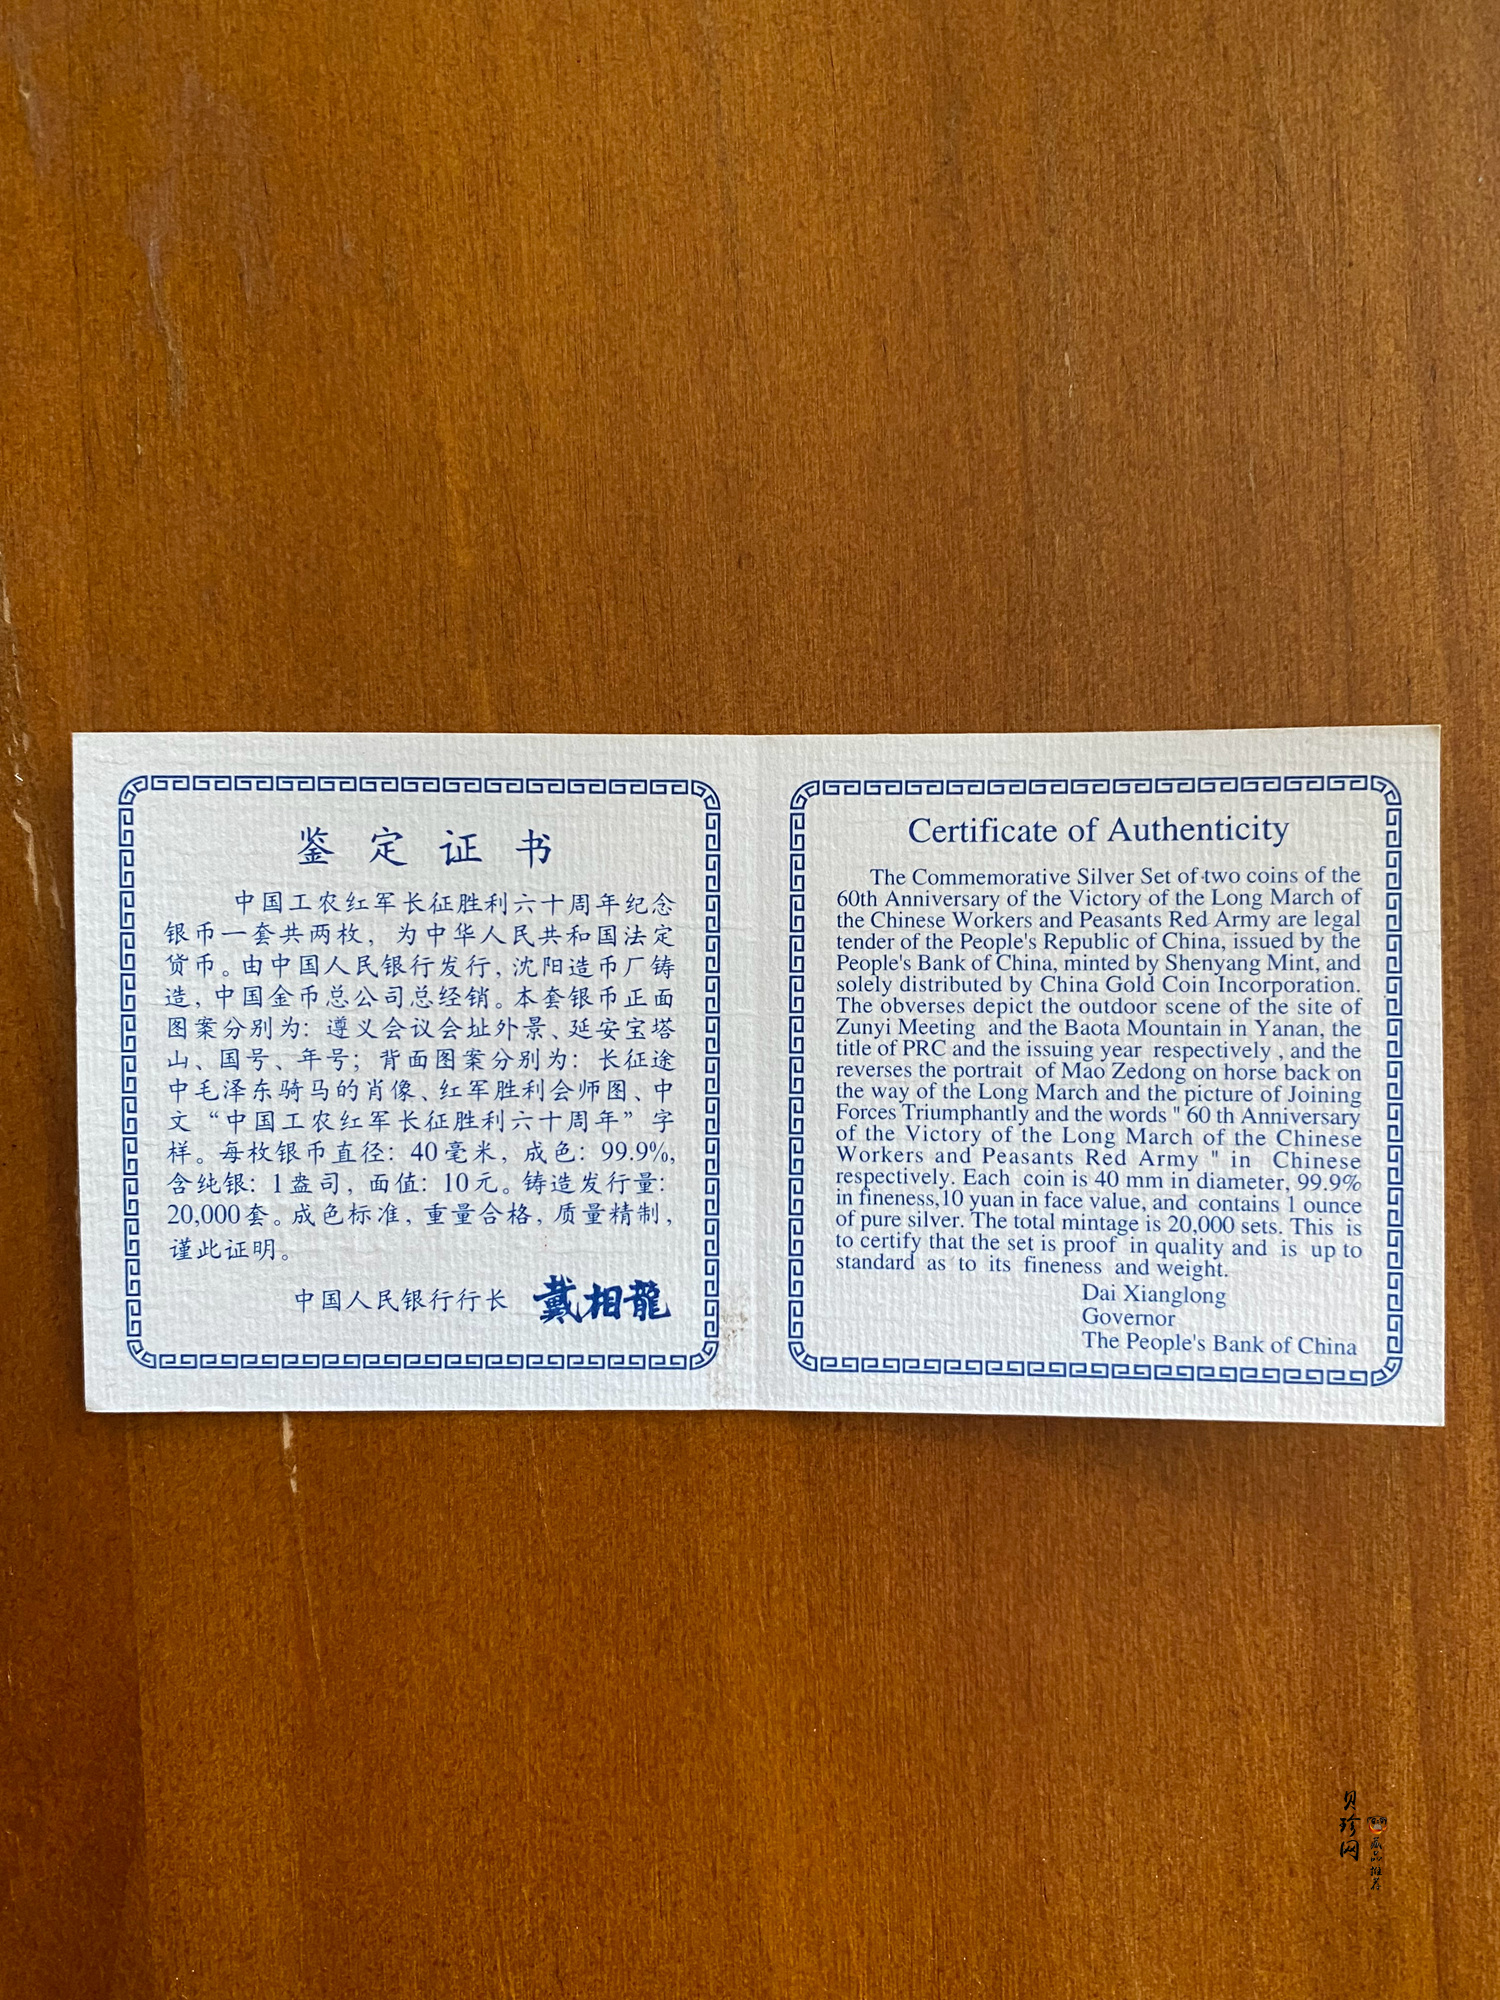 鉴定证书
中国工农红军长征胜利六十周年纪念
银币一套共两枚，为中华人民共和国法定
货币。由中国人民银行发行，沈阳造币厂铸
造，中国金币总公司总经销。本套银币正面
图案分别为：遵义会议会址外景、延安宝塔
山、国号、年号；背面图案分别为：长征途
中毛泽东骑马的肖像、红军胜利会师图、中
文“中国工农红军长征胜利六十周年”字
样。每枚银币直径：40毫米，成色：99.9%，
含纯银：1盎司，面值：10元。铸造发行量：
20,000套。成色标准，重量合格，质量精制，
谨此证明。
中国人民银行行长 戴相龍
Certificate of Authenticity
The Commemorative Silver Set of two coins of the
60th Anniversary of the Victory of the Long March of
the Chinese Workers and Peasants Red Army are legal
tender of the People's Republic of China, issued by the
People's Bank of China, minted by Shenyang Mint, and
solely distributed by China Gold Coin Incorporation.
The obverses depict the outdoor scene of the site of
Zunyi Meeting and the Baota Mountain in Yanan, the
title of PRC and the issuing year respectively , and the
reverses the portrait of Mao Zedong on horse back on
the way of the Long March and the picture of Joining
Forces Triumphantly and the words " 60 th Anniversary
of the Victory of the Long March of the Chinese
Workers and Peasants Red Army " in Chinese
respectively. Each coin is 40 mm in diameter, 99.9%
in fineness,10 yuan in face value, and contains 1 ounce
of pure silver. The total mintage is 20,000 sets. This is
to certify that the set is proof in quality and is up to
standard as to its fineness and weight.
Dai Xianglong
Governor
The People's Bank of China
贝珍网
藏品推荐